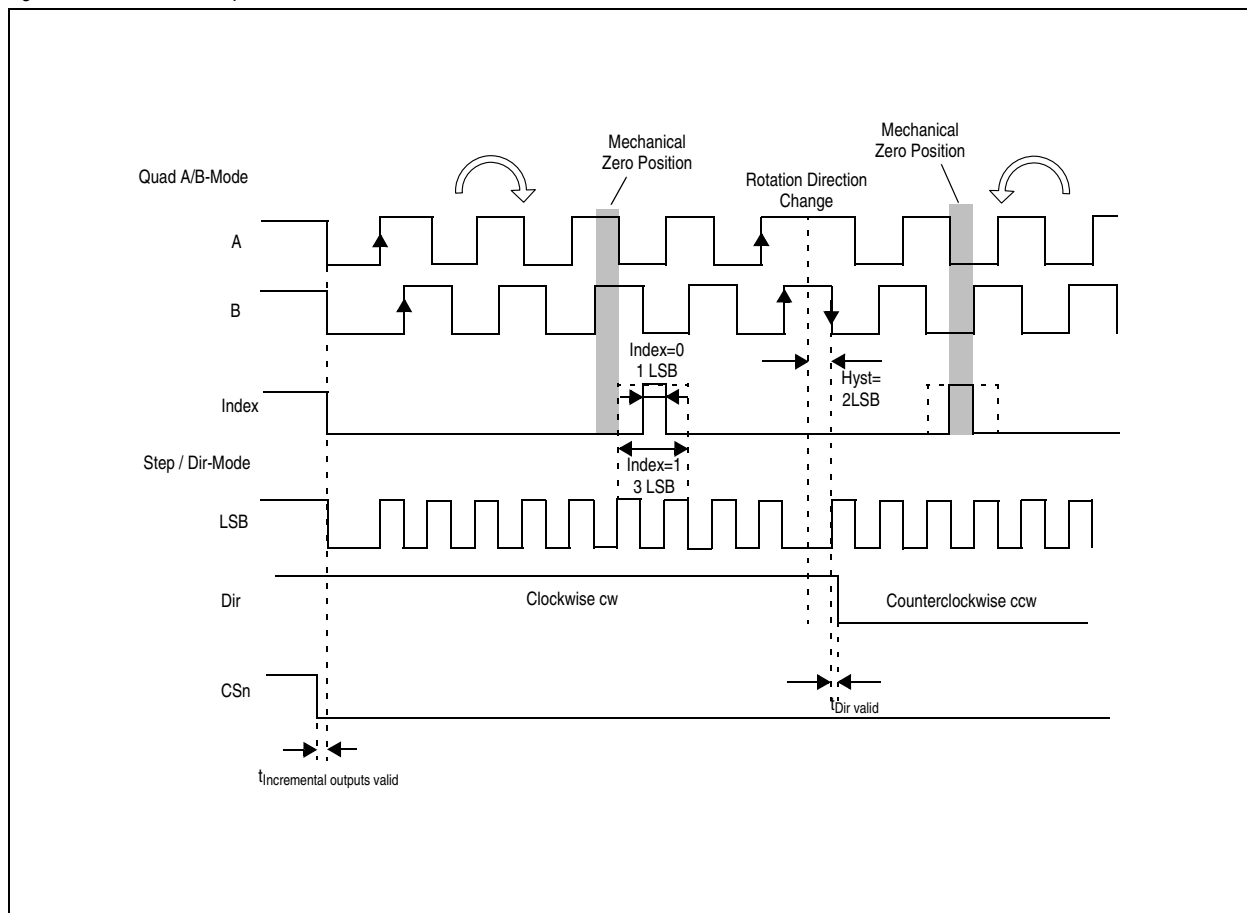 Mechanical
Zero Position
Mechanical
Zero Position
Quad A/B-Mode
Rotation Direction
Change
A
B
Index=0
1 LSB
Hyst=
2LSB
Index
Step / Dir-Mode
Index=1
3 LSB
LSB
Dir
Clockwise cw
Counterclockwise ccw
CSn
tDir valid
tIncremental outputs valid